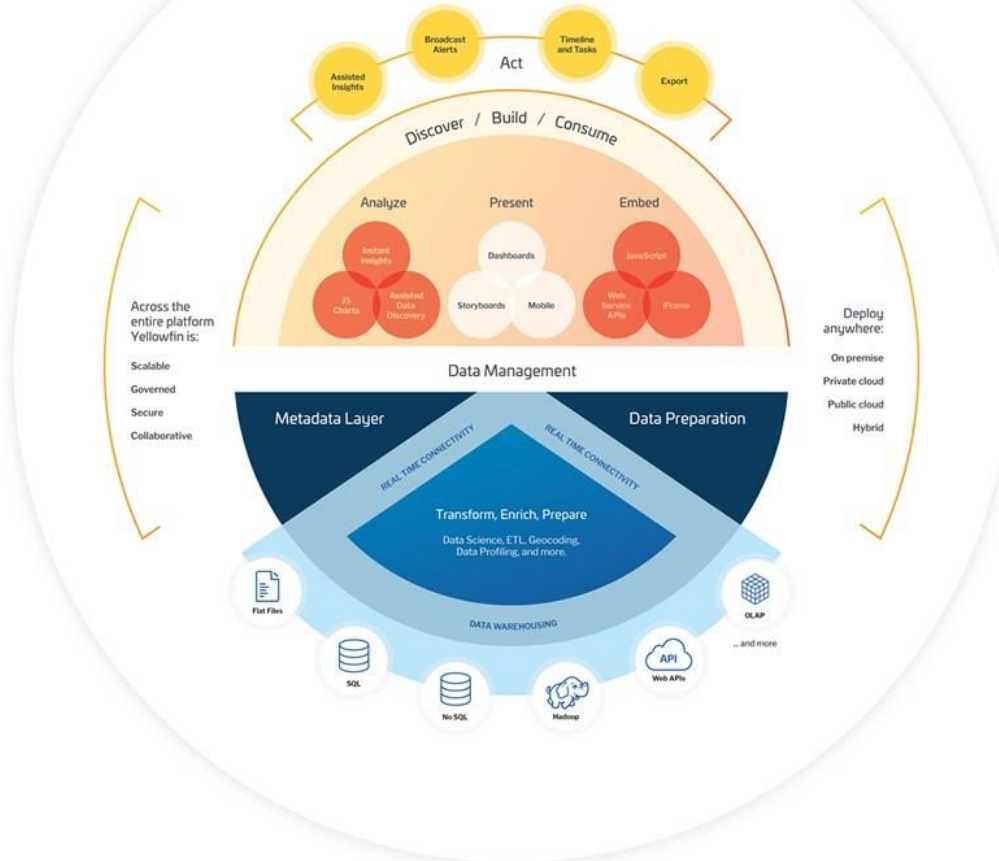 Broadcast
Alerts
Timeline
and Tasks
Assisted
Insights
Act
Export
Discover / Build / Consume
Analyze
Present
Embed
Instant
Insights
JS
Charts
Assisted
Data
Discovery
Dashboards
Storyboards
Mobile
JavaScript
Web
Service
APIs
iFrame
Across the
entire platform
Yellowfin is:
Scalable
Governed
Secure
Collaborative
Deploy
anywhere:
On premise
Private cloud
Public cloud
Hybrid
Data Management
Metadata Layer
Data Preparation
REAL TIME CONNECTIVITY
REAL TIME CONNECTIVITY
Transform, Enrich, Prepare
Data Science, ETL, Geocoding,
Data Profiling, and more.
DATA WAREHOUSING
Flat Files
SQL
No SQL
Hadoop
API
Web APIs
OLAP
... and more